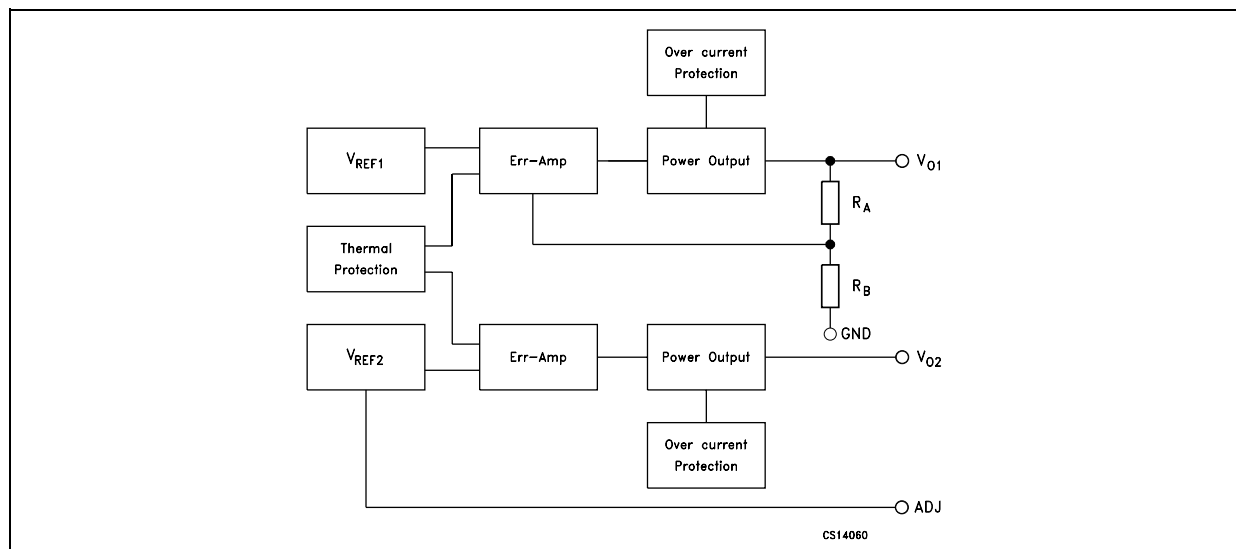 Over current
Protection
V_REF1
Err-Amp
Power Output
V_O1
R_A
Thermal
Protection
R_B
GND
V_REF2
Err-Amp
Power Output
V_O2
Over current
Protection
ADJ
CS14060